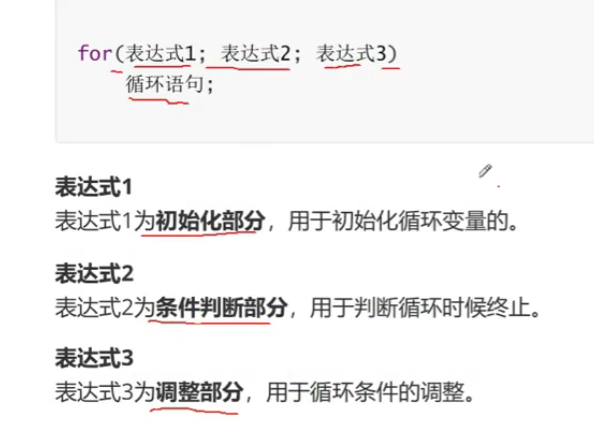 for(表达式1; 表达式2; 表达式3)
循环语句;
表达式1
表达式1为初始化部分，用于初始化循环变量的。
表达式2
表达式2为条件判断部分，用于判断循环时候终止。
表达式3
表达式3为调整部分，用于循环条件的调整。